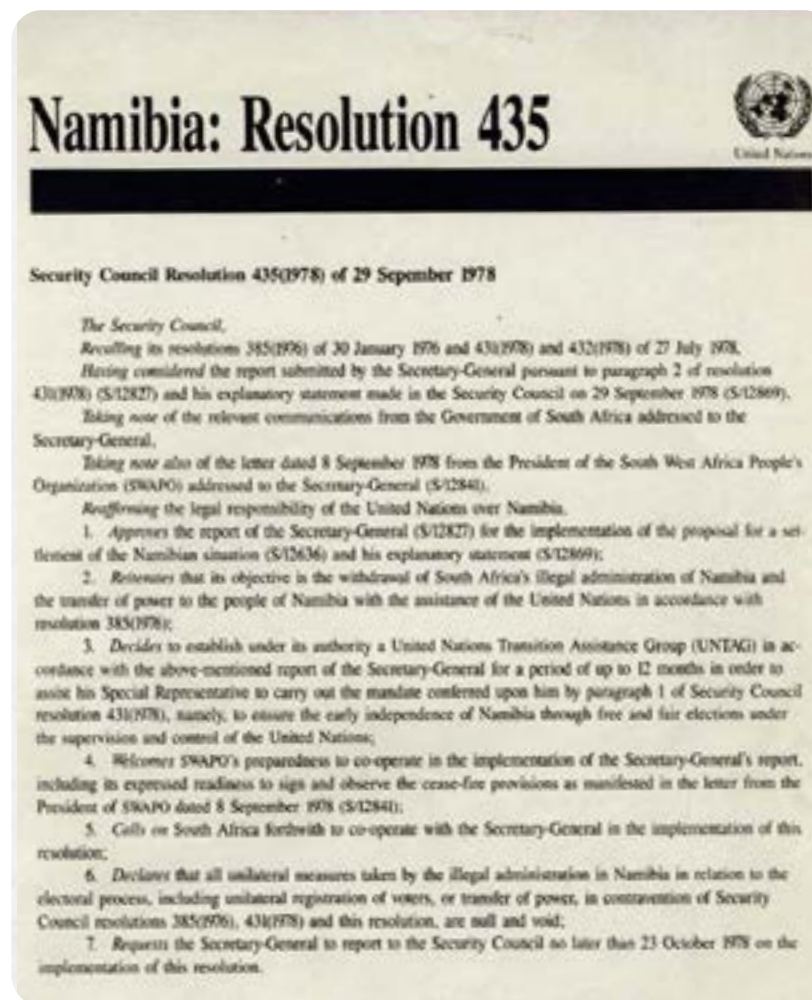 Namibia: Resolution 435
United Nations
Security Council Resolution 435(1978) of 29 Sepember 1978
The Security Council,
Recalling its resolutions 385(1976) of 30 January 1976 and 431(1978) and 432(1978) of 27 July 1978,
Having considered the report submitted by the Secretary-General pursuant to paragraph 2 of resolution
431(1978) (S/12827) and his explanatory statement made in the Security Council on 29 September 1978 (S/12869),
Taking note of the relevant communications from the Government of South Africa addressed to the
Secretary-General,
Taking note also of the letter dated 8 September 1978 from the President of the South West Africa People's
Organization (SWAPO) addressed to the Secretary-General (S/12841),
Reaffirming the legal responsibility of the United Nations over Namibia,
1. Approves the report of the Secretary-General (S/12827) for the implementation of the proposal for a set-
tlement of the Namibian situation (S/12636) and his explanatory statement (S/12869);
2. Reiterates that its objective is the withdrawal of South Africa's illegal administration of Namibia and
the transfer of power to the people of Namibia with the assistance of the United Nations in accordance with
resolution 385(1976);
3. Decides to establish under its authority a United Nations Transition Assistance Group (UNTAG) in ac-
cordance with the above-mentioned report of the Secretary-General for a period of up to 12 months in order to
assist his Special Representative to carry out the mandate conferred upon him by paragraph 1 of Security Council
resolution 431(1978), namely, to ensure the early independence of Namibia through free and fair elections under
the supervision and control of the United Nations;
4. Welcomes SWAPO's preparedness to co-operate in the implementation of the Secretary-General's report,
including its expressed readiness to sign and observe the cease-fire provisions as manifested in the letter from the
President of SWAPO dated 8 September 1978 (S/12841);
5. Calls on South Africa forthwith to co-operate with the Secretary-General in the implementation of this
resolution;
6. Declares that all unilateral measures taken by the illegal administration in Namibia in relation to the
electoral process, including unilateral registration of voters, or transfer of power, in contravention of Security
Council resolutions 385(1976), 431(1978) and this resolution, are null and void;
7. Requests the Secretary-General to report to the Security Council no later than 23 October 1978 on the
implementation of this resolution.